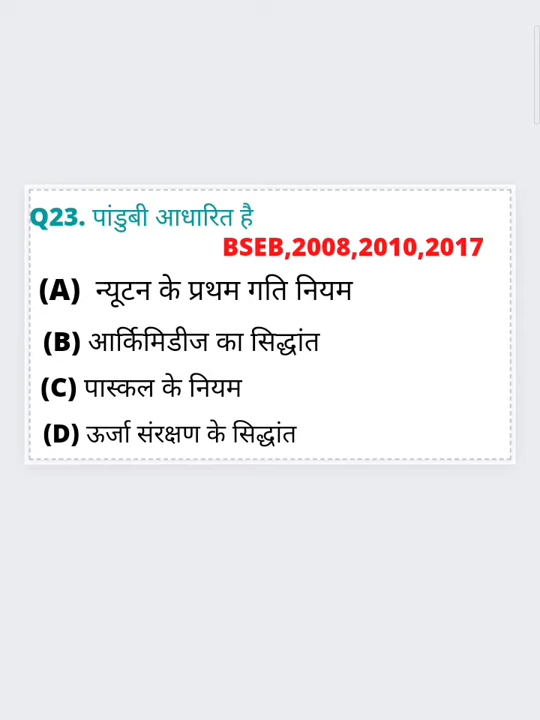 Q23. पांडुबी आधारित है
BSEB,2008,2010,2017
(A) न्यूटन के प्रथम गति नियम
(B) आर्किमिडीज का सिद्धांत
(C) पास्कल के नियम
(D) ऊर्जा संरक्षण के सिद्धांत